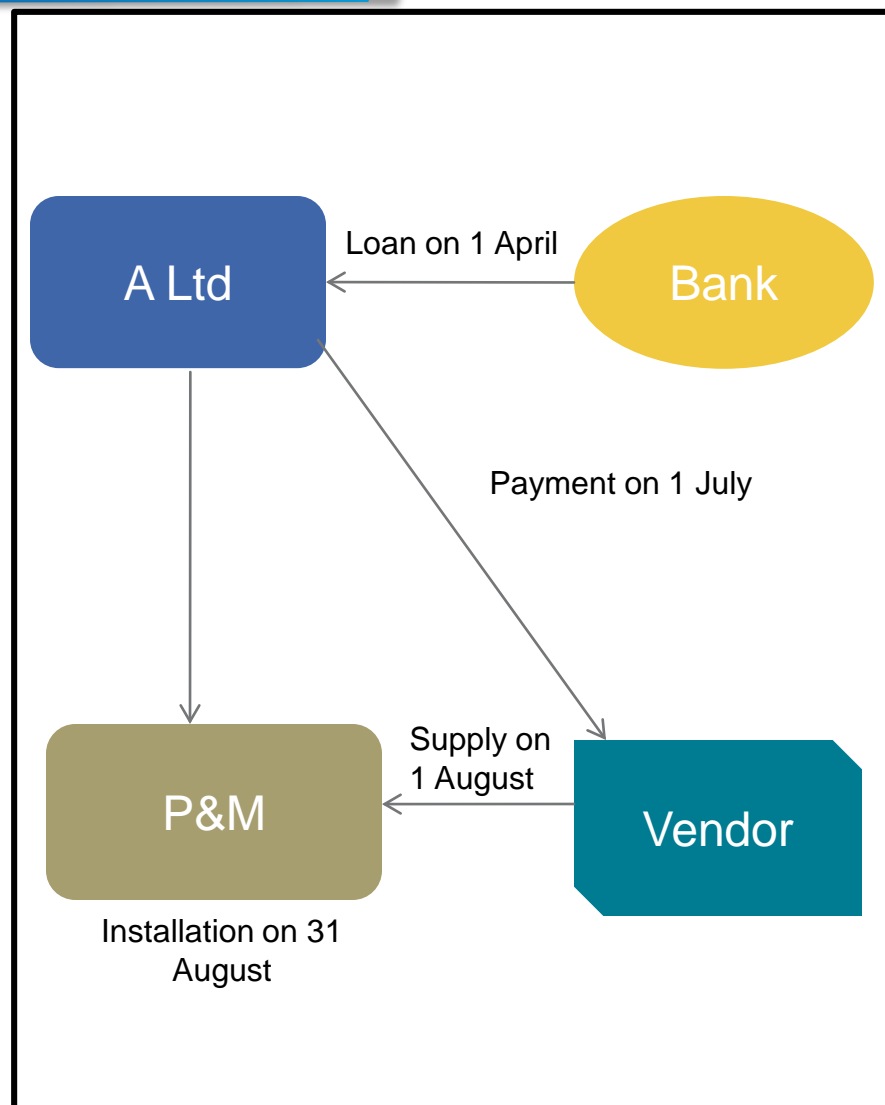 Loan on 1 April
A Ltd
Bank
Payment on 1 July
Supply on
1 August
P&M
Vendor
Installation on 31
August